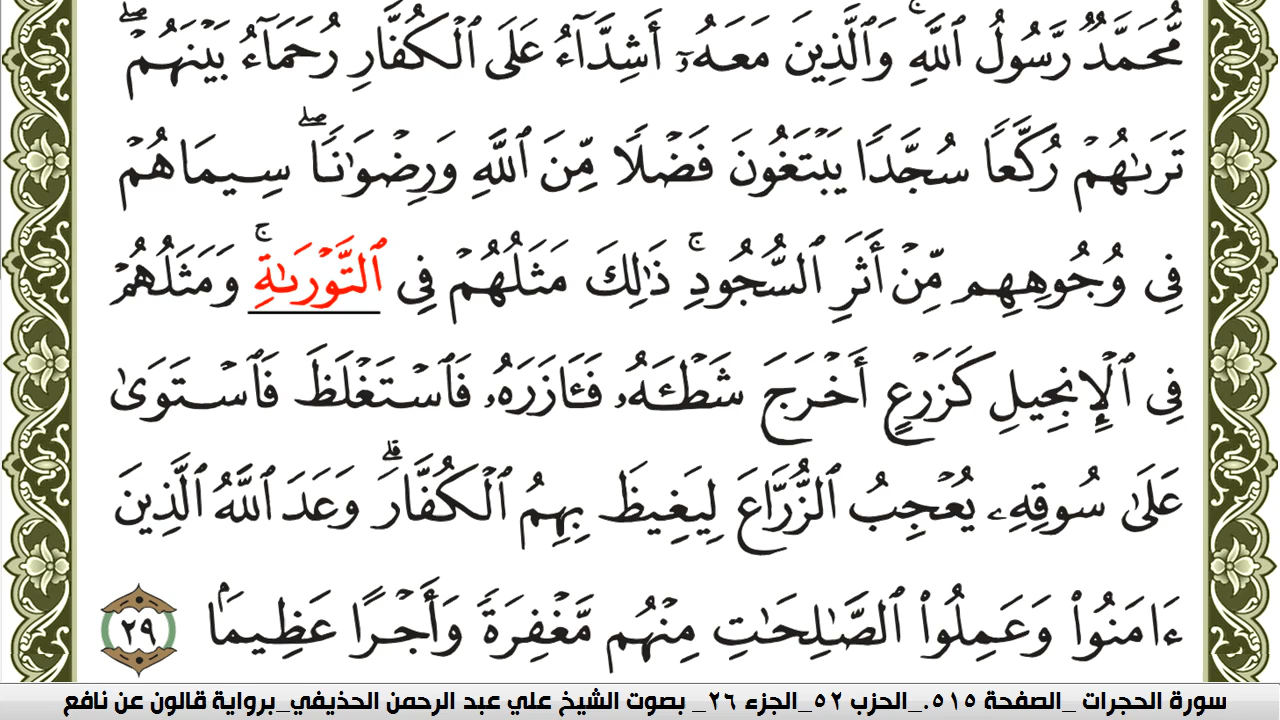 مُّحَمَّدٌ رَّسُولُ ٱللَّهِۚ وَٱلَّذِينَ مَعَهُۥٓ أَشِدَّآءُ عَلَى ٱلْكُفَّارِ رُحَمَآءُ بَيْنَهُمْۖ
تَرَىٰهُمْ رُكَّعًا سُجَّدًا يَبْتَغُونَ فَضْلًا مِّنَ ٱللَّهِ وَرِضْوَٰنًاۖ سِيمَاهُمْ
فِى وُجُوهِهِم مِّنْ أَثَرِ ٱلسُّجُودِۚ ذَٰلِكَ مَثَلُهُمْ فِى ٱلتَّوْرَىٰةِۚ وَمَثَلُهُمْ
فِى ٱلْإِنجِيلِ كَزَرْعٍ أَخْرَجَ شَطْـَٔهُۥ فَـَٔازَرَهُۥ فَٱسْتَغْلَظَ فَٱسْتَوَىٰ
عَلَىٰ سُوقِهِۦ يُعْجِبُ ٱلزُّرَّاعَ لِيَغِيظَ بِهِمُ ٱلْكُفَّارَۗ وَعَدَ ٱللَّهُ ٱلَّذِينَ
ءَامَنُوا۟ وَعَمِلُوا۟ ٱلصَّٰلِحَٰتِ مِنْهُم مَّغْفِرَةً وَأَجْرًا عَظِيمًۢا ٢٩
سورة الحجرات _الصفحة ٥١٥._الحزب ٥٢_الجزء ٢٦_ بصوت الشيخ علي عبد الرحمن الحذيفي_برواية قالون عن نافع